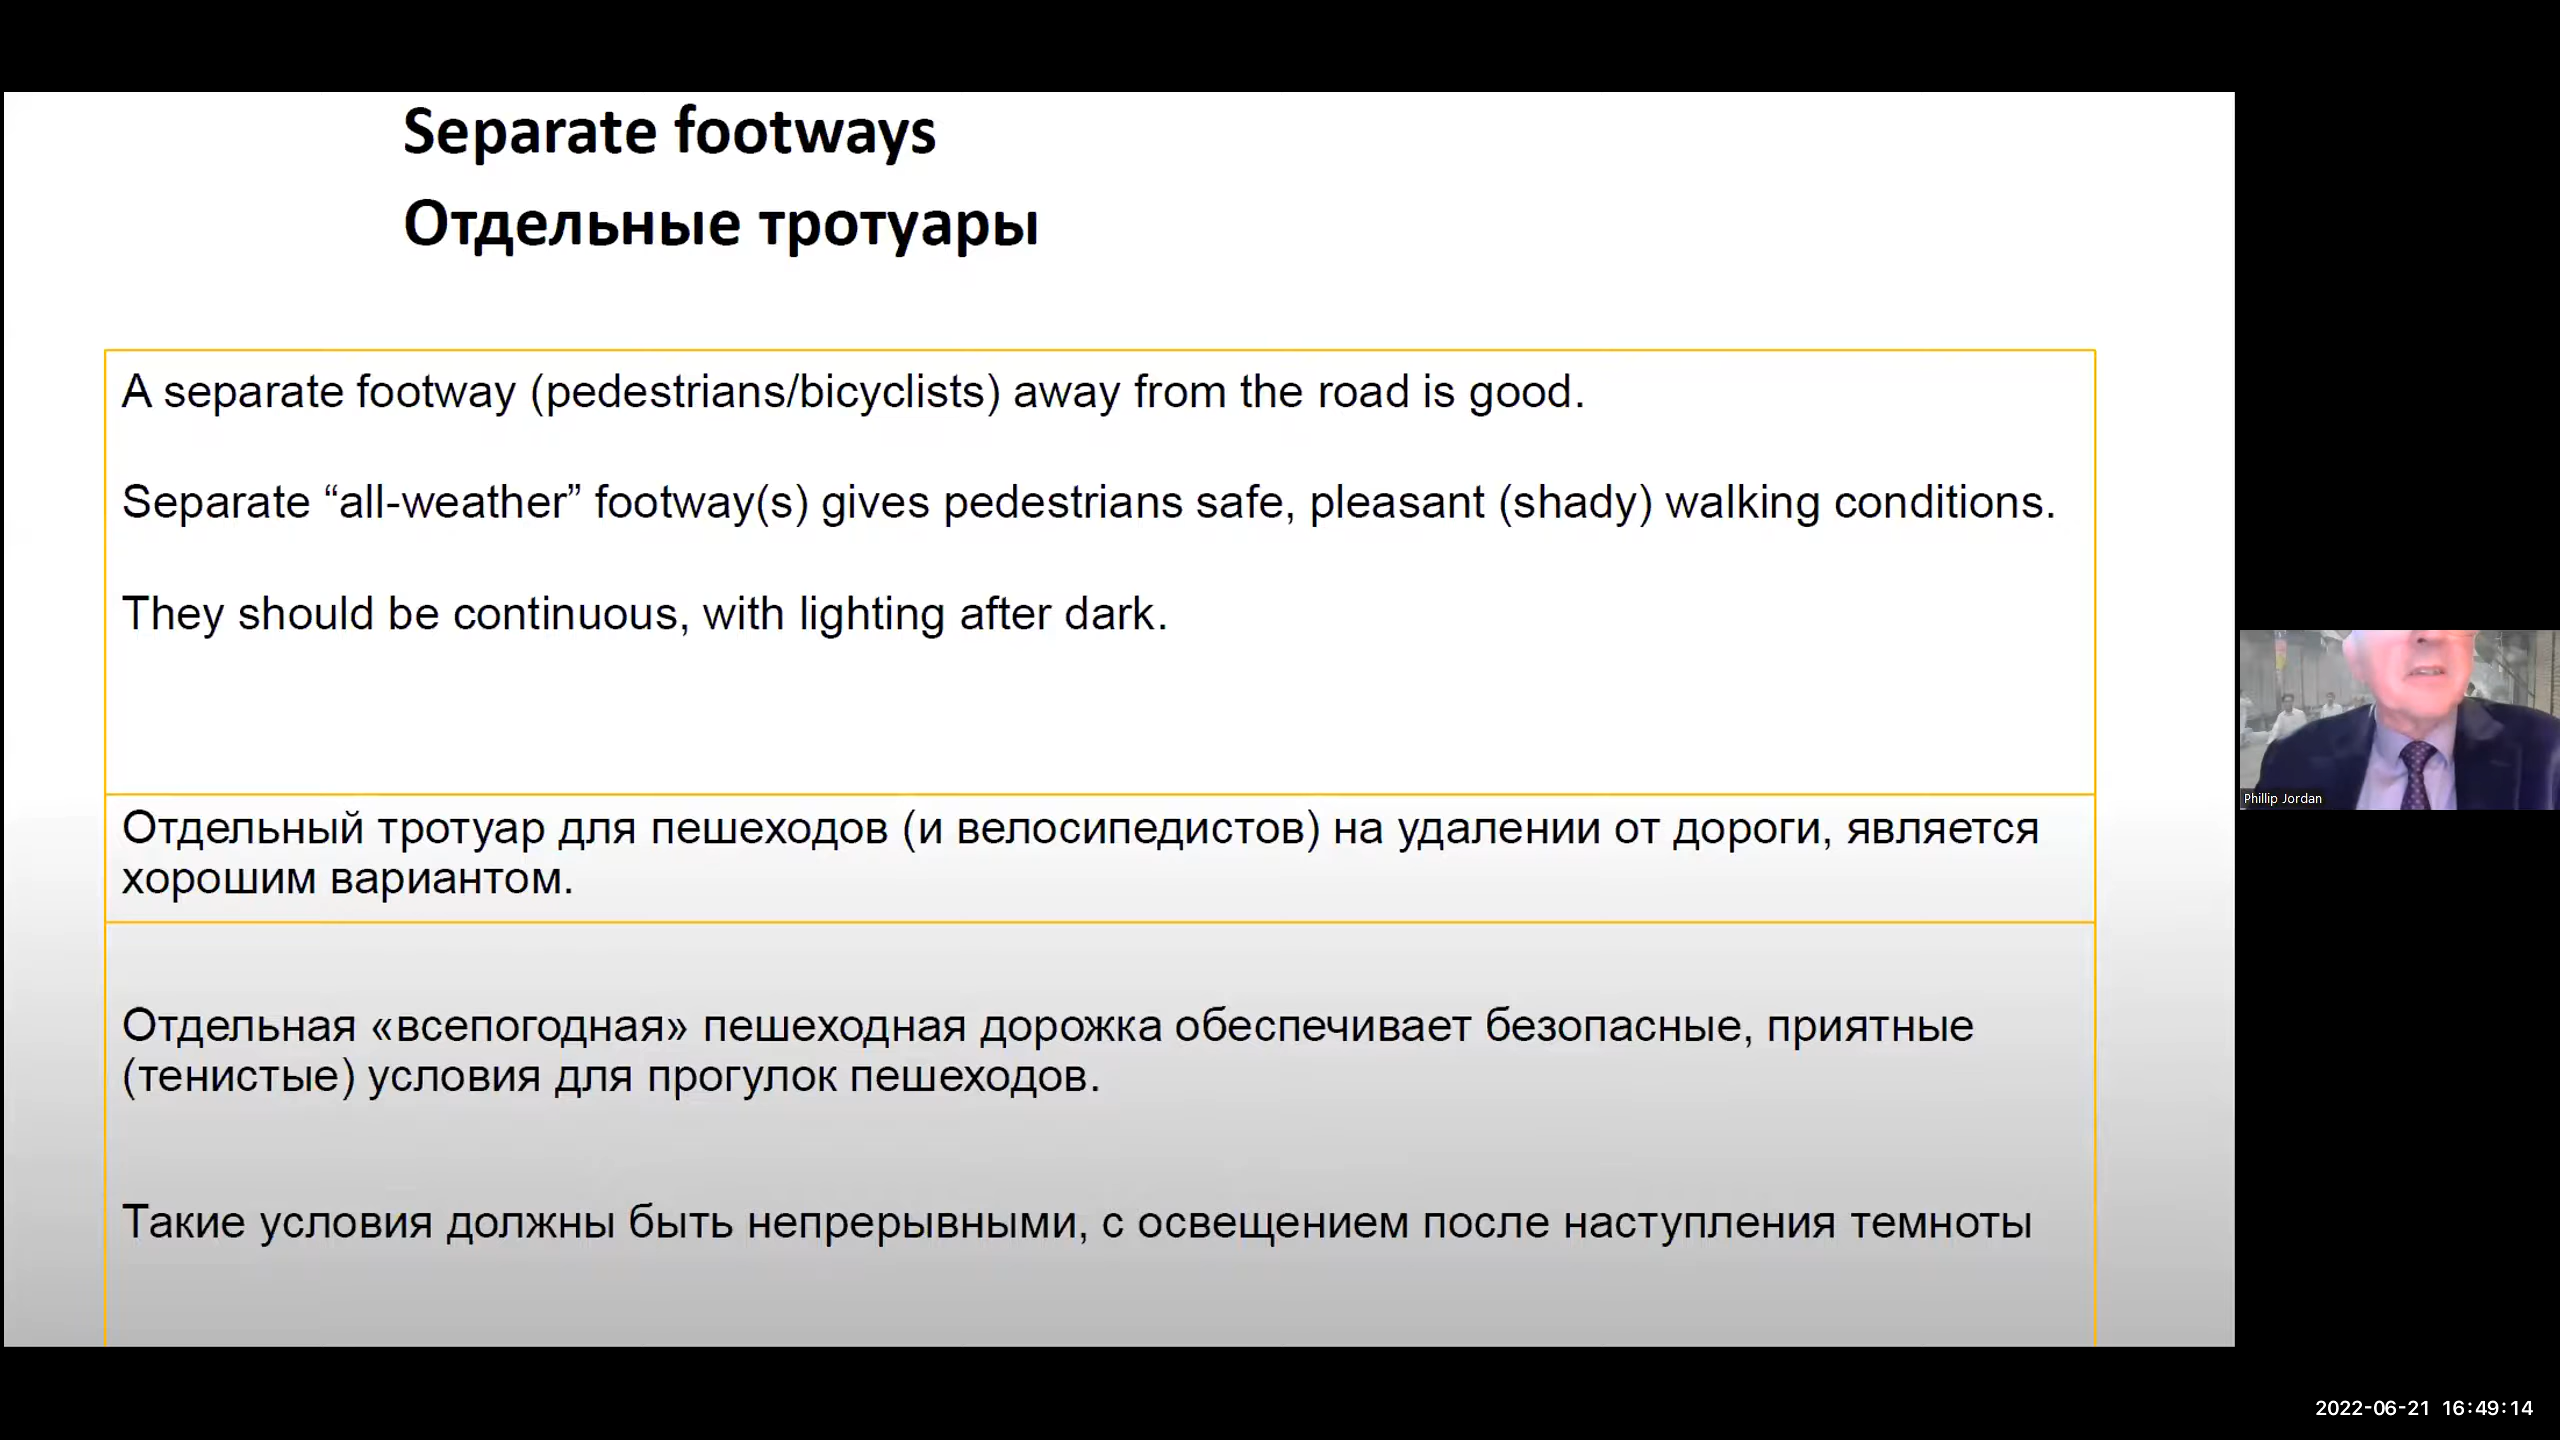 Separate footways
Отдельные тротуары
A separate footway (pedestrians/bicyclists) away from the road is good.
Separate “all-weather” footway(s) gives pedestrians safe, pleasant (shady) walking conditions.
They should be continuous, with lighting after dark.
Отдельный тротуар для пешеходов (и велосипедистов) на удалении от дороги, является
хорошим вариантом.
Отдельная «всепогодная» пешеходная дорожка обеспечивает безопасные, приятные
(тенистые) условия для прогулок пешеходов.
Такие условия должны быть непрерывными, с освещением после наступления темноты
Phillip Jordan
2022-06-21 16:49:14